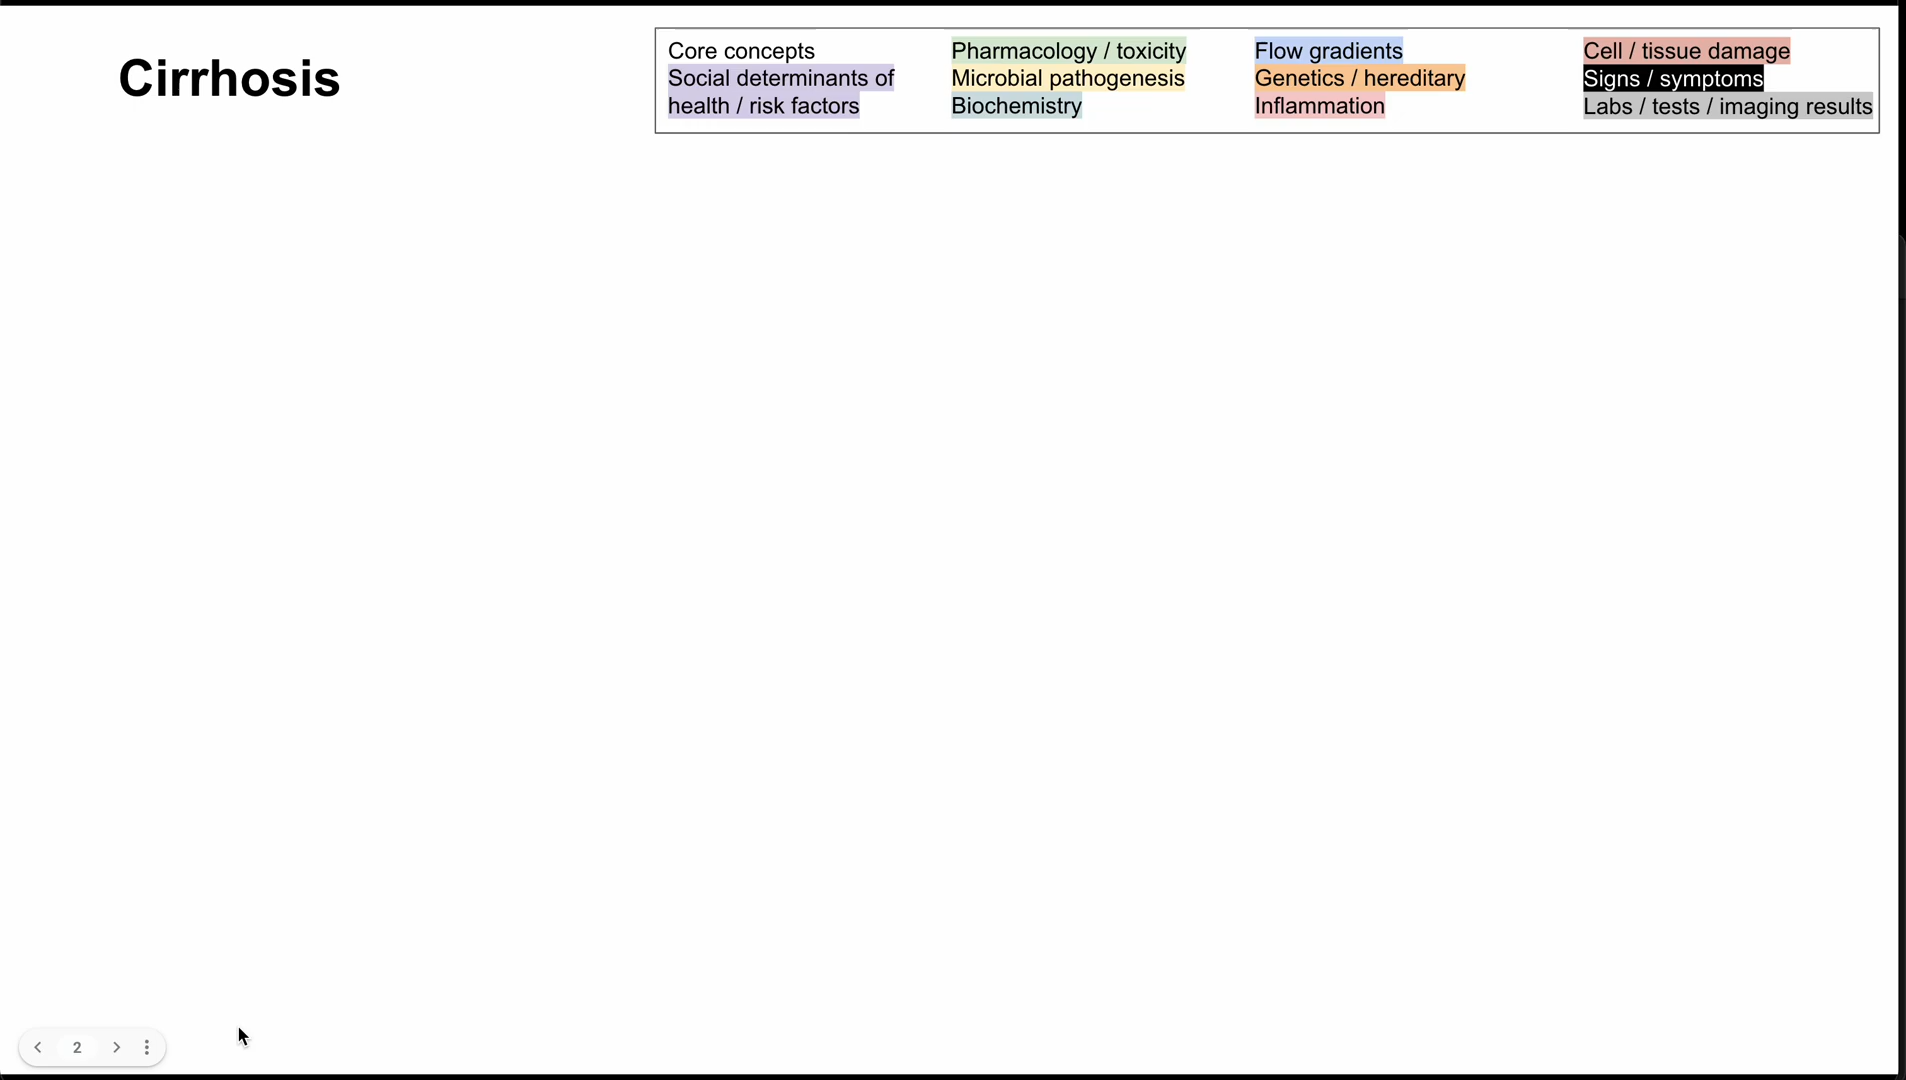 Cirrhosis
Core concepts
Social determinants of
health / risk factors
Pharmacology / toxicity
Microbial pathogenesis
Biochemistry
Flow gradients
Genetics / hereditary
Inflammation
Cell / tissue damage
Signs / symptoms
Labs / tests / imaging results
2